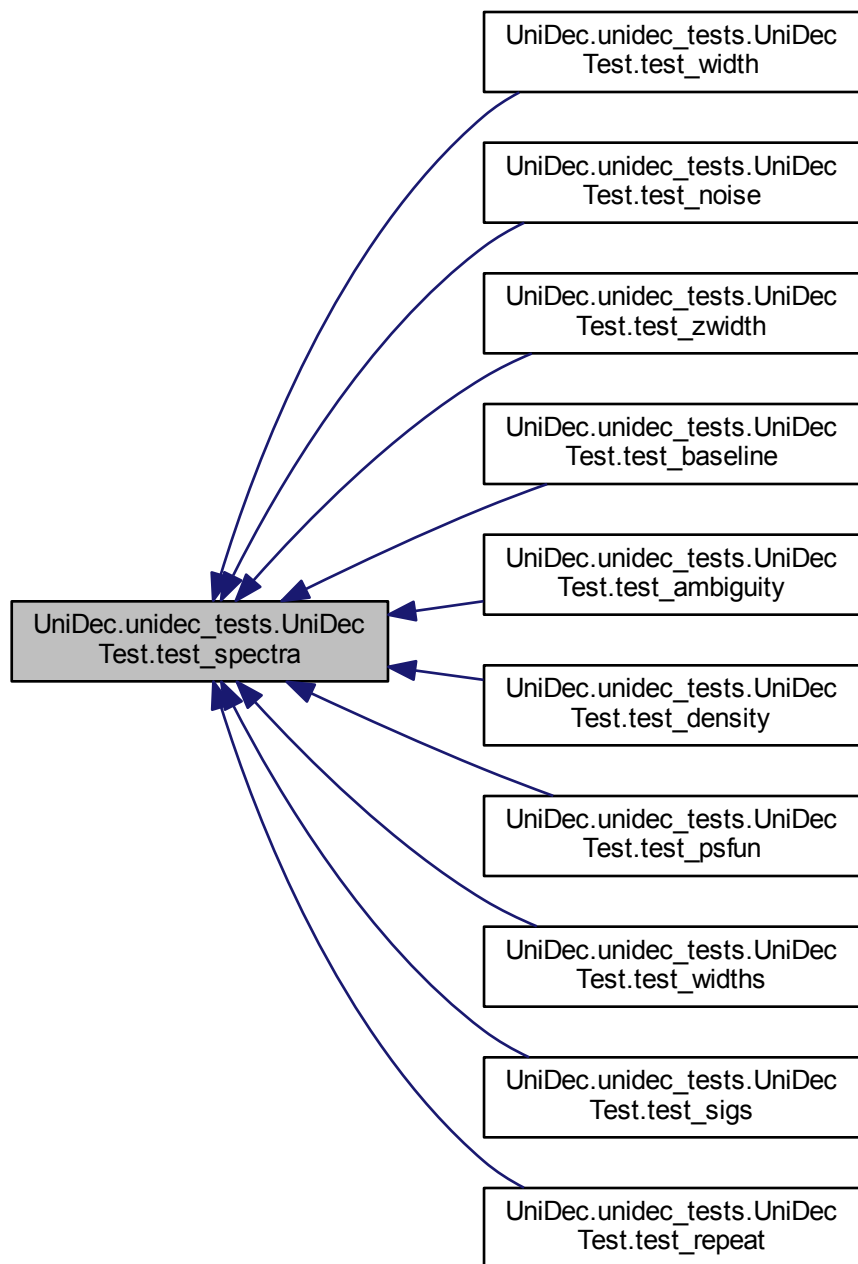 UniDec.unidec_tests.UniDec
Test.test_width
UniDec.unidec_tests.UniDec
Test.test_noise
UniDec.unidec_tests.UniDec
Test.test_zwidth
UniDec.unidec_tests.UniDec
Test.test_baseline
UniDec.unidec_tests.UniDec
Test.test_ambiguity
UniDec.unidec_tests.UniDec
Test.test_spectra
UniDec.unidec_tests.UniDec
Test.test_density
UniDec.unidec_tests.UniDec
Test.test_psfun
UniDec.unidec_tests.UniDec
Test.test_widths
UniDec.unidec_tests.UniDec
Test.test_sigs
UniDec.unidec_tests.UniDec
Test.test_repeat